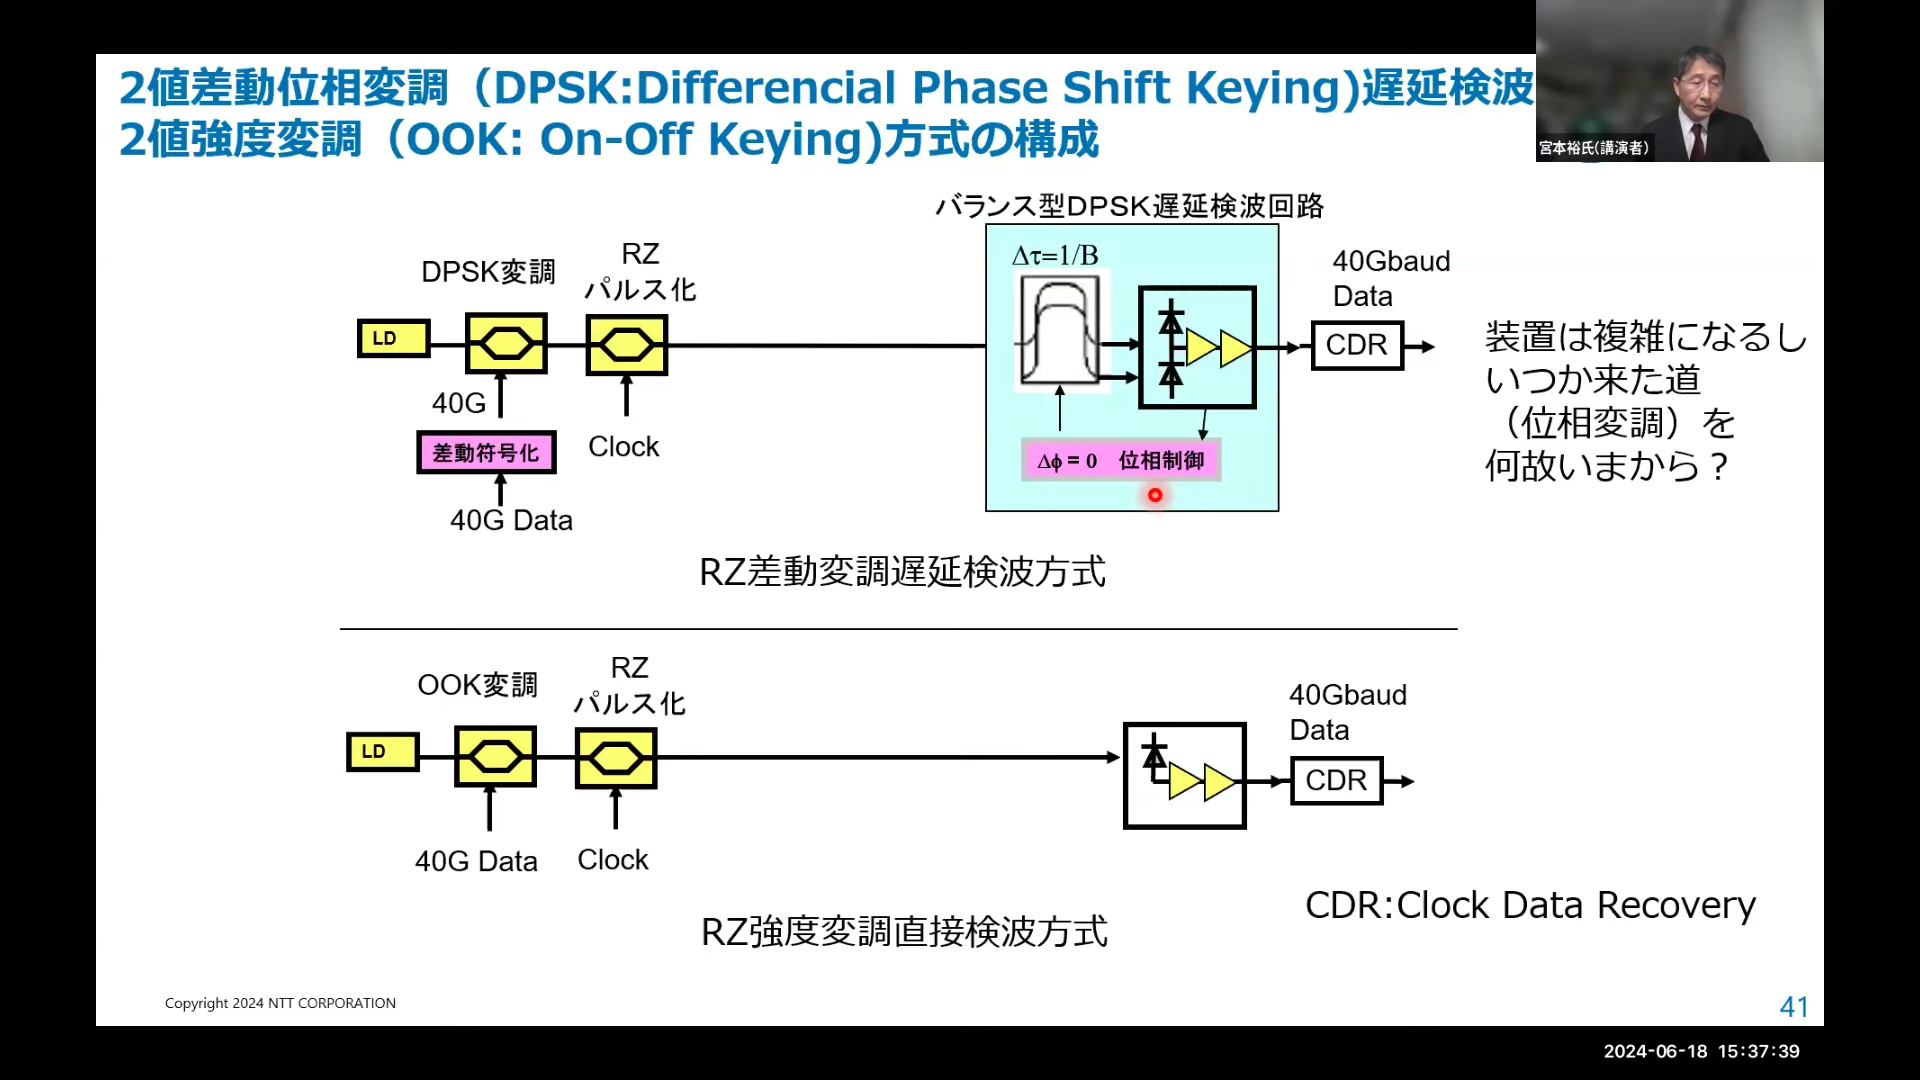 2値差動位相変調（DPSK:Differencial Phase Shift Keying)遅延検波
2値強度変調（OOK: On-Off Keying)方式の構成
宮本裕氏(講演者)
バランス型DPSK遅延検波回路
DPSK変調
RZ
パルス化
Δτ=1/B
40Gbaud
Data
LD
CDR
40G
差動符号化
Clock
40G Data
Δϕ = 0 位相制御
装置は複雑になるし
いつか来た道
（位相変調）を
何故いまから？
RZ差動変調遅延検波方式
OOK変調
RZ
パルス化
40Gbaud
Data
LD
CDR
40G Data
Clock
CDR:Clock Data Recovery
RZ強度変調直接検波方式
Copyright 2024 NTT CORPORATION
41
2024-06-18 15:37:39